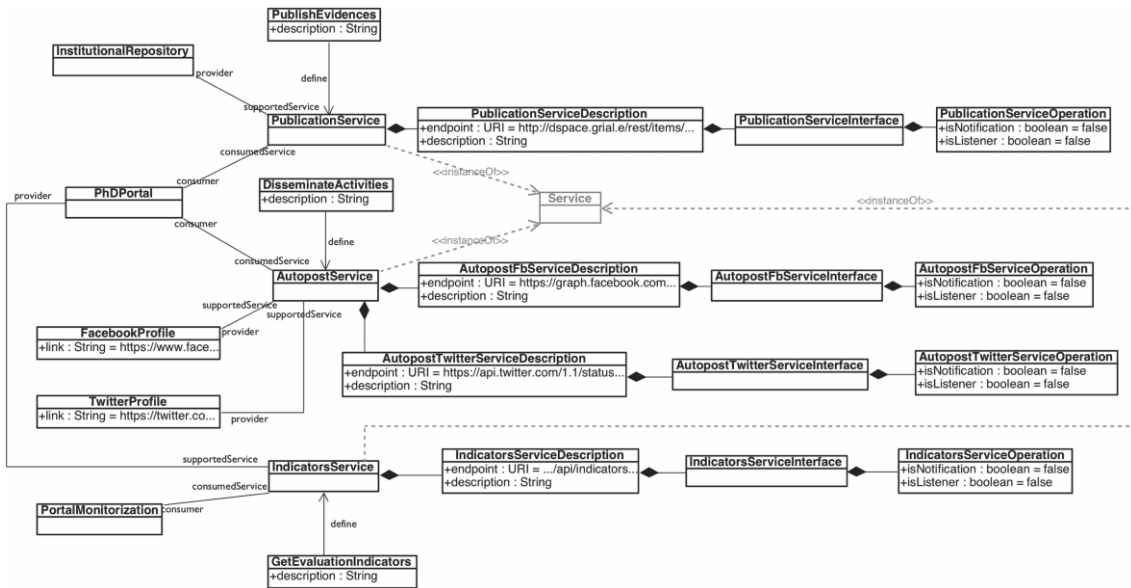 PublishEvidences
+description : String
InstitutionalRepository
provider
define
supportedService
PublicationService
PublicationServiceDescription
+endpoint : URI = http://dspace.grial.e/rest/items/...
+description : String
PublicationServiceInterface
PublicationServiceOperation
+isNotification : boolean = false
+isListener : boolean = false
consumedService
consumer
<<instanceOf>>
provider
PhDPortal
DisseminateActivities
+description : String
Service
<<instanceOf>>
consumer
define
<<instanceOf>>
consumedService
AutopostService
AutopostFbServiceDescription
+endpoint : URI = https://graph.facebook.com...
+description : String
AutopostFbServiceInterface
AutopostFbServiceOperation
+isNotification : boolean = false
+isListener : boolean = false
supportedService
supportedService
FacebookProfile
+link : String = https://www.face...
provider
AutopostTwitterServiceDescription
+endpoint : URI = https://api.twitter.com/1.1/status...
+description : String
AutopostTwitterServiceInterface
AutopostTwitterServiceOperation
+isNotification : boolean = false
+isListener : boolean = false
TwitterProfile
+link : String = https://twitter.co...
provider
supportedService
IndicatorsService
IndicatorsServiceDescription
+endpoint : URI = .../api/indicators...
+description : String
IndicatorsServiceInterface
IndicatorsServiceOperation
+isNotification : boolean = false
+isListener : boolean = false
consumedService
PortalMonitorization
consumer
define
GetEvaluationIndicators
+description : String